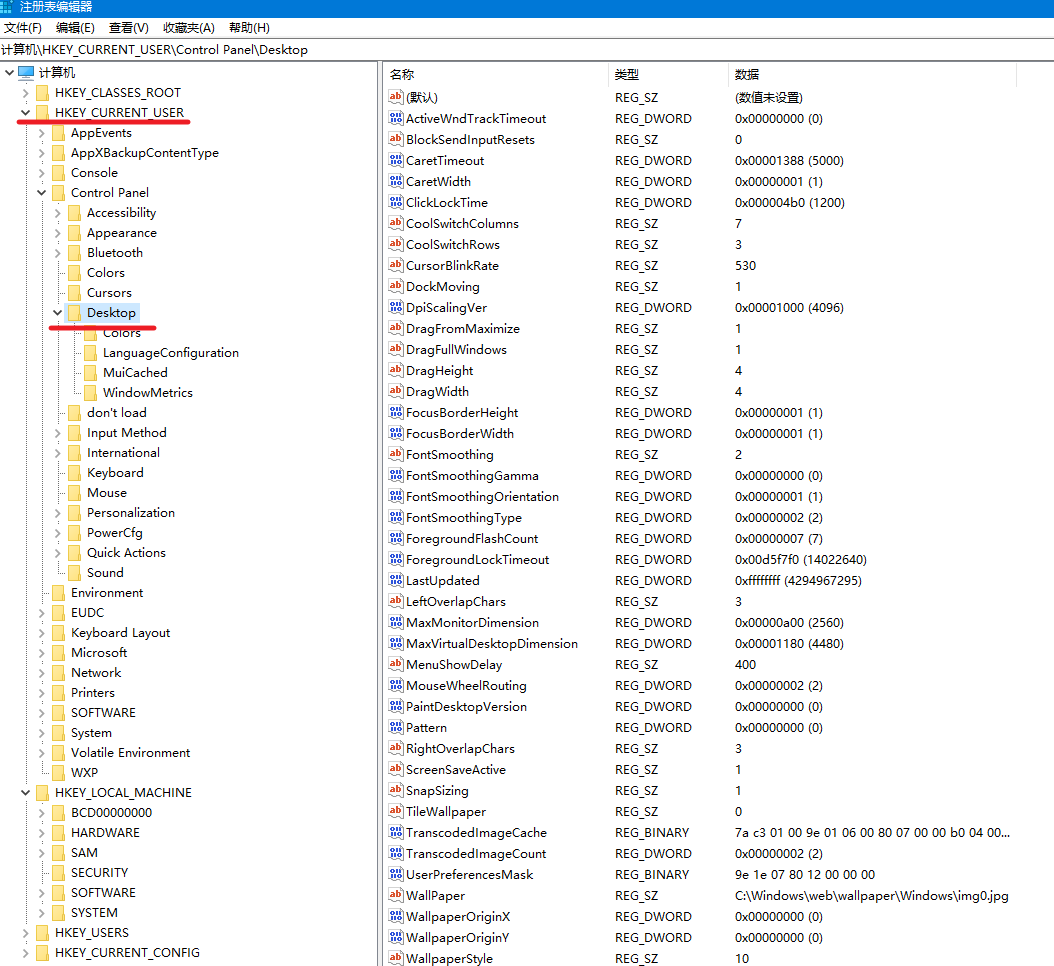 注册表编辑器
文件(F) 编辑(E) 查看(V) 收藏夹(A) 帮助(H)
计算机\HKEY_CURRENT_USER\Control Panel\Desktop
计算机
HKEY_CLASSES_ROOT
HKEY_CURRENT_USER
AppEvents
AppXBackupContentType
Console
Control Panel
Accessibility
Appearance
Bluetooth
Colors
Cursors
Desktop
Colors
LanguageConfiguration
MuiCached
WindowMetrics
don't load
Input Method
International
Keyboard
Mouse
Personalization
PowerCfg
Quick Actions
Sound
Environment
EUDC
Keyboard Layout
Microsoft
Network
Printers
SOFTWARE
System
Volatile Environment
WXP
HKEY_LOCAL_MACHINE
BCD00000000
HARDWARE
SAM
SECURITY
SOFTWARE
SYSTEM
HKEY_USERS
HKEY_CURRENT_CONFIG
名称 类型 数据
(默认) REG_SZ (数值未设置)
ActiveWndTrackTimeout REG_DWORD 0x00000000 (0)
BlockSendInputResets REG_SZ 0
CaretTimeout REG_DWORD 0x00001388 (5000)
CaretWidth REG_DWORD 0x00000001 (1)
ClickLockTime REG_DWORD 0x000004b0 (1200)
CoolSwitchColumns REG_SZ 7
CoolSwitchRows REG_SZ 3
CursorBlinkRate REG_SZ 530
DockMoving REG_SZ 1
DpiScalingVer REG_DWORD 0x00001000 (4096)
DragFromMaximize REG_SZ 1
DragFullWindows REG_SZ 1
DragHeight REG_SZ 4
DragWidth REG_SZ 4
FocusBorderHeight REG_DWORD 0x00000001 (1)
FocusBorderWidth REG_DWORD 0x00000001 (1)
FontSmoothing REG_SZ 2
FontSmoothingGamma REG_DWORD 0x00000000 (0)
FontSmoothingOrientation REG_DWORD 0x00000001 (1)
FontSmoothingType REG_DWORD 0x00000002 (2)
ForegroundFlashCount REG_DWORD 0x00000007 (7)
ForegroundLockTimeout REG_DWORD 0x00d5f7f0 (14022640)
LastUpdated REG_DWORD 0xffffffff (4294967295)
LeftOverlapChars REG_SZ 3
MaxMonitorDimension REG_DWORD 0x00000a00 (2560)
MaxVirtualDesktopDimension REG_DWORD 0x00001180 (4480)
MenuShowDelay REG_SZ 400
MouseWheelRouting REG_DWORD 0x00000002 (2)
PaintDesktopVersion REG_DWORD 0x00000000 (0)
Pattern REG_DWORD 0x00000000 (0)
RightOverlapChars REG_SZ 3
ScreenSaveActive REG_SZ 1
SnapSizing REG_SZ 1
TileWallpaper REG_SZ 0
TranscodedImageCache REG_BINARY 7a c3 01 00 9e 01 06 00 80 07 00 00 b0 04 00...
TranscodedImageCount REG_DWORD 0x00000002 (2)
UserPreferencesMask REG_BINARY 9e 1e 07 80 12 00 00 00
WallPaper REG_SZ C:\Windows\web\wallpaper\Windows\img0.jpg
WallpaperOriginX REG_DWORD 0x00000000 (0)
WallpaperOriginY REG_DWORD 0x00000000 (0)
WallpaperStyle REG_SZ 10